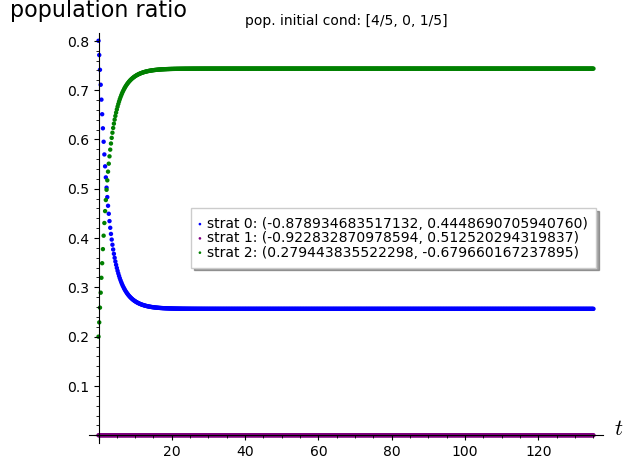 population ratio
pop. initial cond: [4/5, 0, 1/5]
0.8
0.7
0.6
0.5
0.4
0.3
0.2
0.1
strat 0: (-0.878934683517132, 0.4448690705940760)
strat 1: (-0.922832870978594, 0.512520294319837)
strat 2: (0.279443835522298, -0.679660167237895)
20 40 60 80 100 120
t